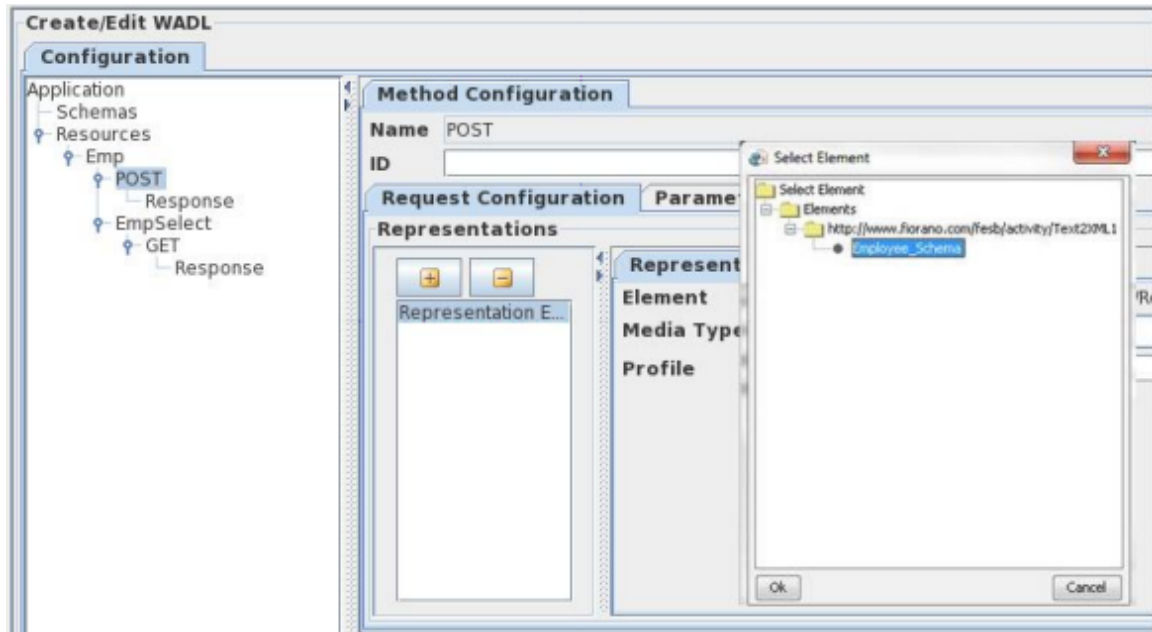 Create/Edit WADL
Configuration
Application
Schemas
Resources
Emp
POST
Response
EmpSelect
GET
Response
Method Configuration
Name POST
ID
Request Configuration
Paramet
Representations
Representation E...
Represent
Element
Media Type
Profile
Select Element
Select Element
Elements
http://www.fiorano.com/fesb/activity/Text2XML1
Employee_Schema
Ok
Cancel